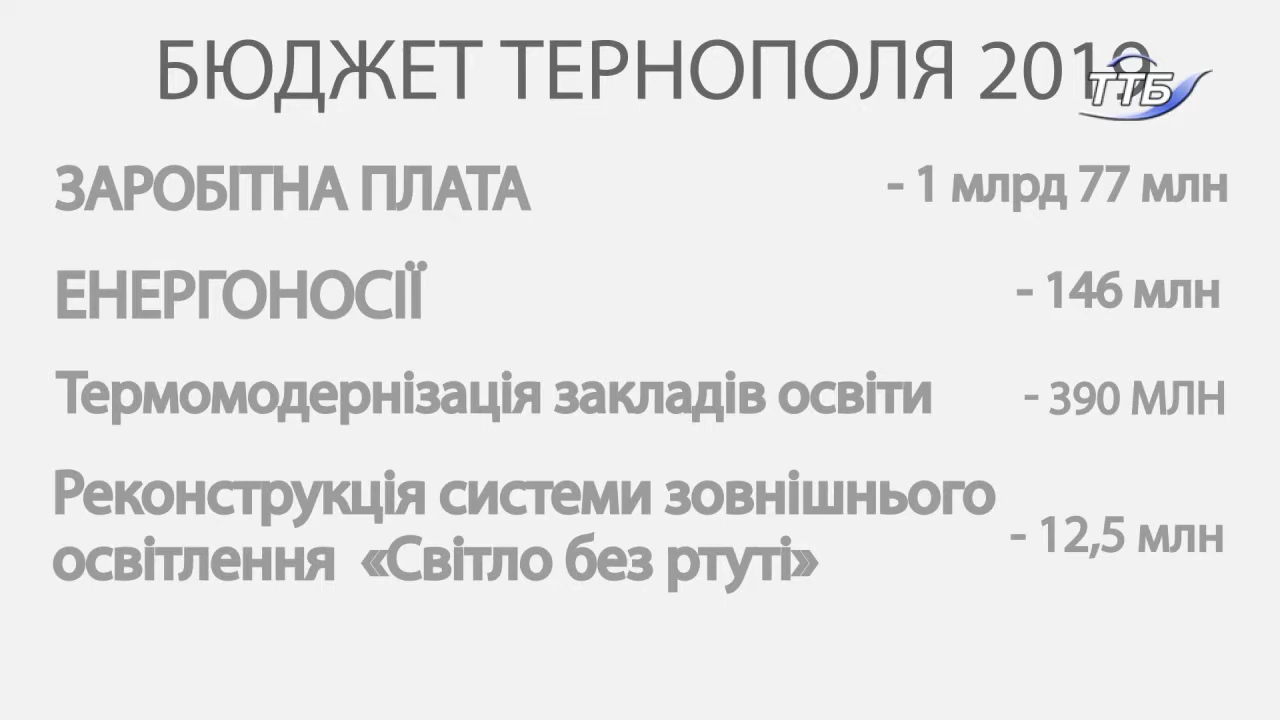 БЮДЖЕТ ТЕРНОПОЛЯ 2019
ТТБ
ЗАРОБІТНА ПЛАТА - 1 млрд 77 млн
ЕНЕРГОНОСІЇ - 146 млн
Термомодернізація закладів освіти - 390 МЛН
Реконструкція системи зовнішнього
освітлення «Світло без ртуті» - 12,5 млн